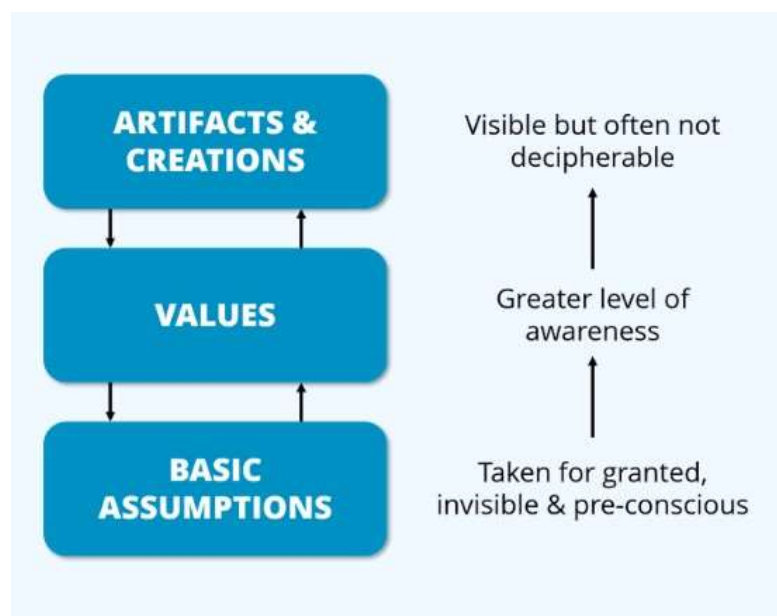 ARTIFACTS &
CREATIONS
Visible but often not
decipherable
VALUES
Greater level of
awareness
BASIC
ASSUMPTIONS
Taken for granted,
invisible & pre-conscious